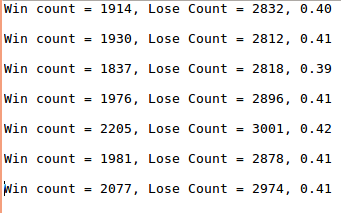 Win count = 1914, Lose Count = 2832, 0.40
Win count = 1930, Lose Count = 2812, 0.41
Win count = 1837, Lose Count = 2818, 0.39
Win count = 1976, Lose Count = 2896, 0.41
Win count = 2205, Lose Count = 3001, 0.42
Win count = 1981, Lose Count = 2878, 0.41
Win count = 2077, Lose Count = 2974, 0.41